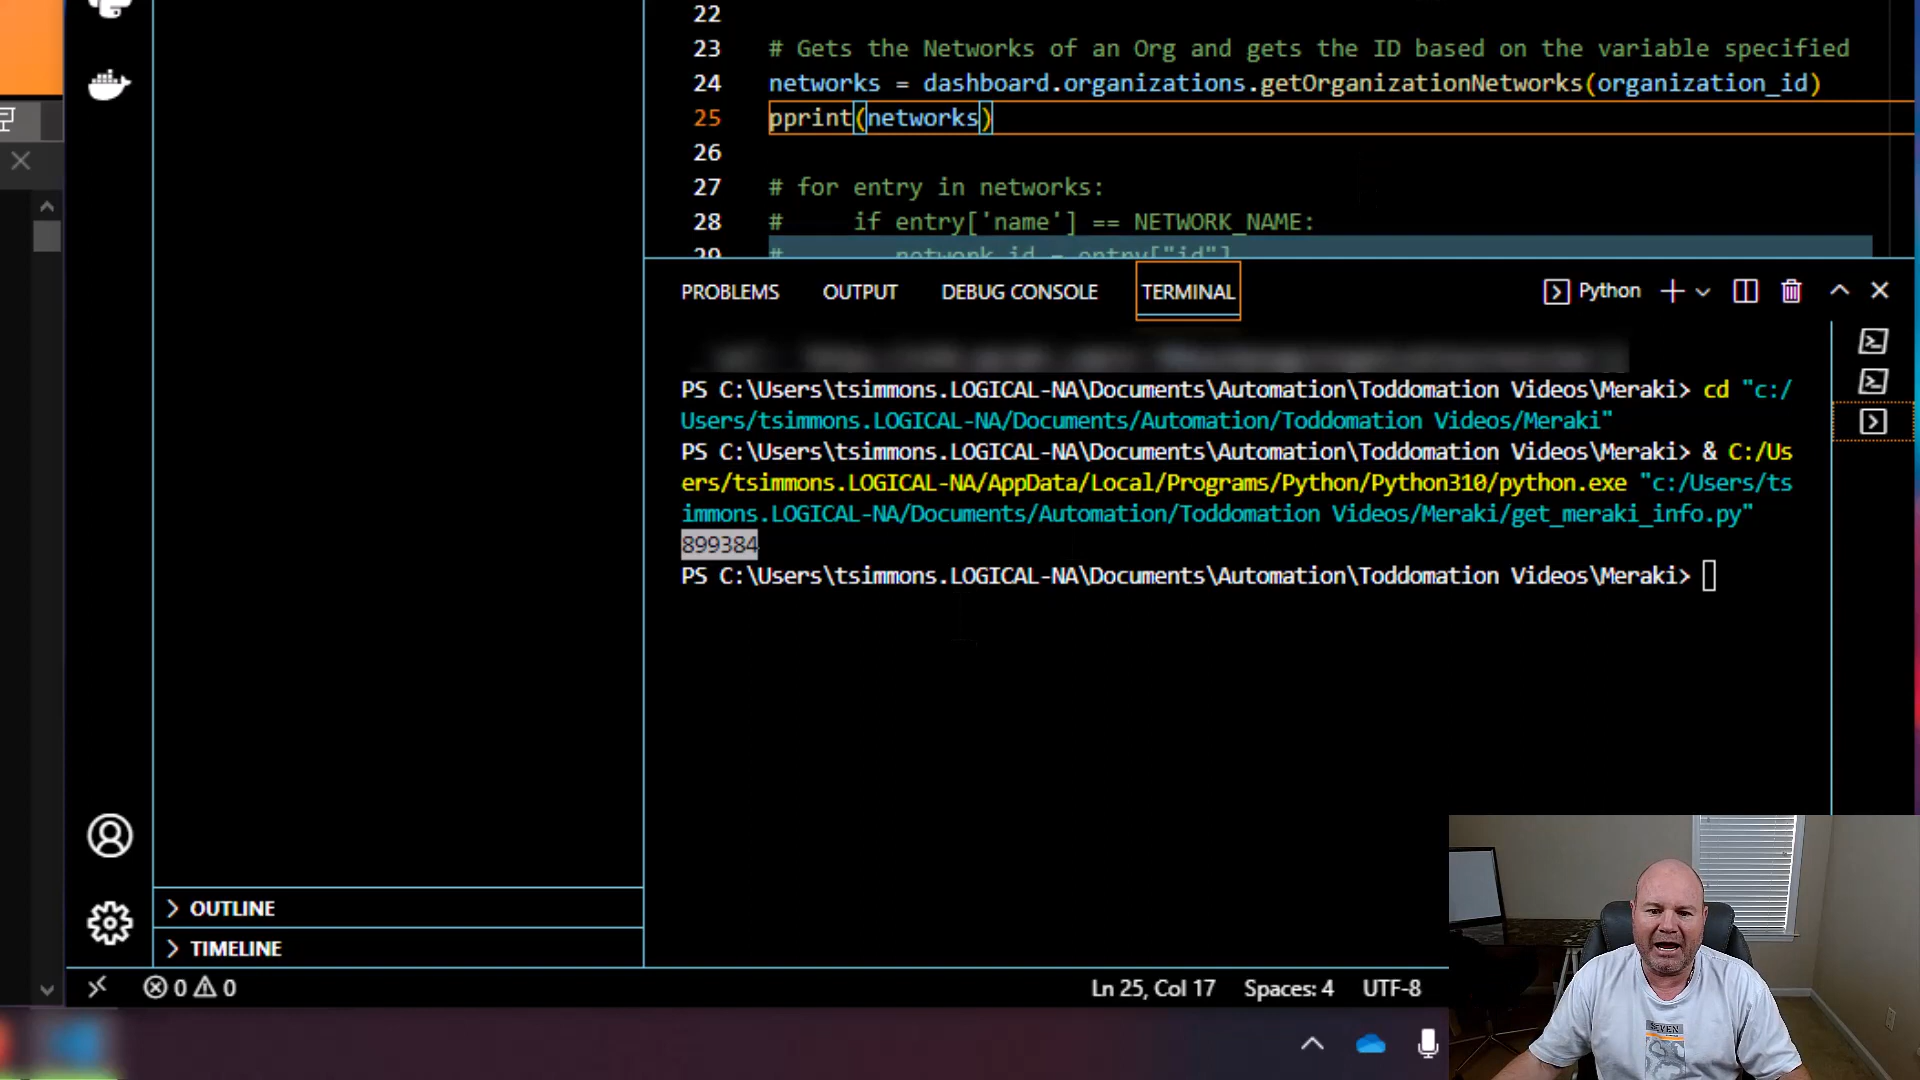 22
23 # Gets the Networks of an Org and gets the ID based on the variable specified
24 networks = dashboard.organizations.getOrganizationNetworks(organization_id)
25 pprint(networks)
26
27 # for entry in networks:
28 #     if entry['name'] == NETWORK_NAME:
29 #         network_id = entry["id"]
PROBLEMS OUTPUT DEBUG CONSOLE TERMINAL Python
PS C:\Users\tsimmons.LOGICAL-NA\Documents\Automation\Toddomation Videos\Meraki> cd "c:/
Users/tsimmons.LOGICAL-NA/Documents/Automation/Toddomation Videos/Meraki"
PS C:\Users\tsimmons.LOGICAL-NA\Documents\Automation\Toddomation Videos\Meraki> & C:/Us
ers/tsimmons.LOGICAL-NA/AppData/Local/Programs/Python/Python310/python.exe "c:/Users/ts
immons.LOGICAL-NA/Documents/Automation/Toddomation Videos/Meraki/get_meraki_info.py"
899384
PS C:\Users\tsimmons.LOGICAL-NA\Documents\Automation\Toddomation Videos\Meraki>
OUTLINE
TIMELINE
0 0 Ln 25, Col 17 Spaces: 4 UTF-8
SEVEN